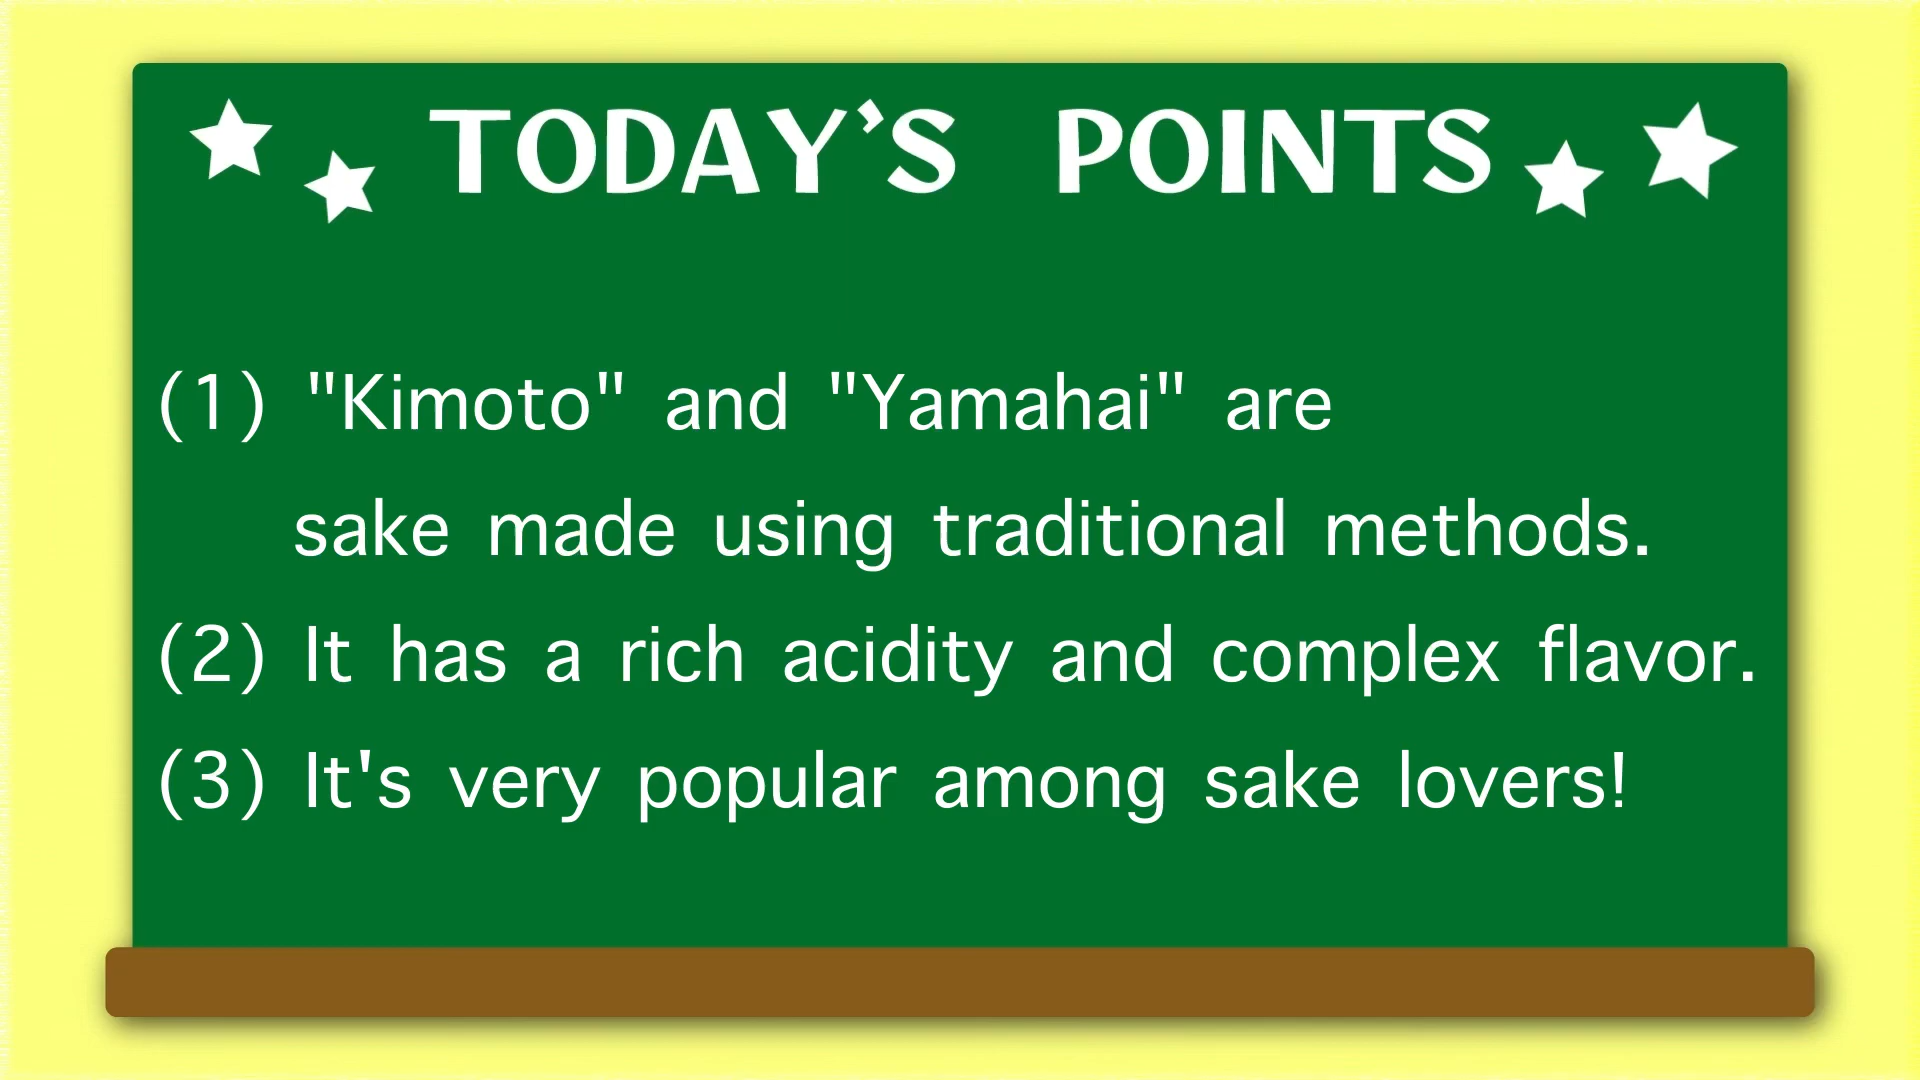 TODAY'S POINTS
(1) "Kimoto" and "Yamahai" are
sake made using traditional methods.
(2) It has a rich acidity and complex flavor.
(3) It's very popular among sake lovers!